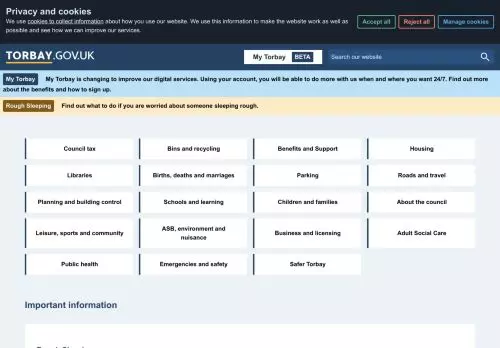 Privacy and cookies
We use cookies to collect information about how you use our website. We use this information to make the website work as well as
possible and see how we can improve our services.
Accept all
Reject all
Manage cookies
TORBAY.GOV.UK
My Torbay BETA
Search our website
My Torbay My Torbay is changing to improve our digital services. Using your account, you will be able to do more with us when and where you want 24/7. Find out more
about the benefits and how to sign up.
Rough Sleeping Find out what to do if you are worried about someone sleeping rough.
Council tax
Bins and recycling
Benefits and Support
Housing
Libraries
Births, deaths and marriages
Parking
Roads and travel
Planning and building control
Schools and learning
Children and families
About the council
Leisure, sports and community
ASB, environment and
nuisance
Business and licensing
Adult Social Care
Public health
Emergencies and safety
Safer Torbay
Important information